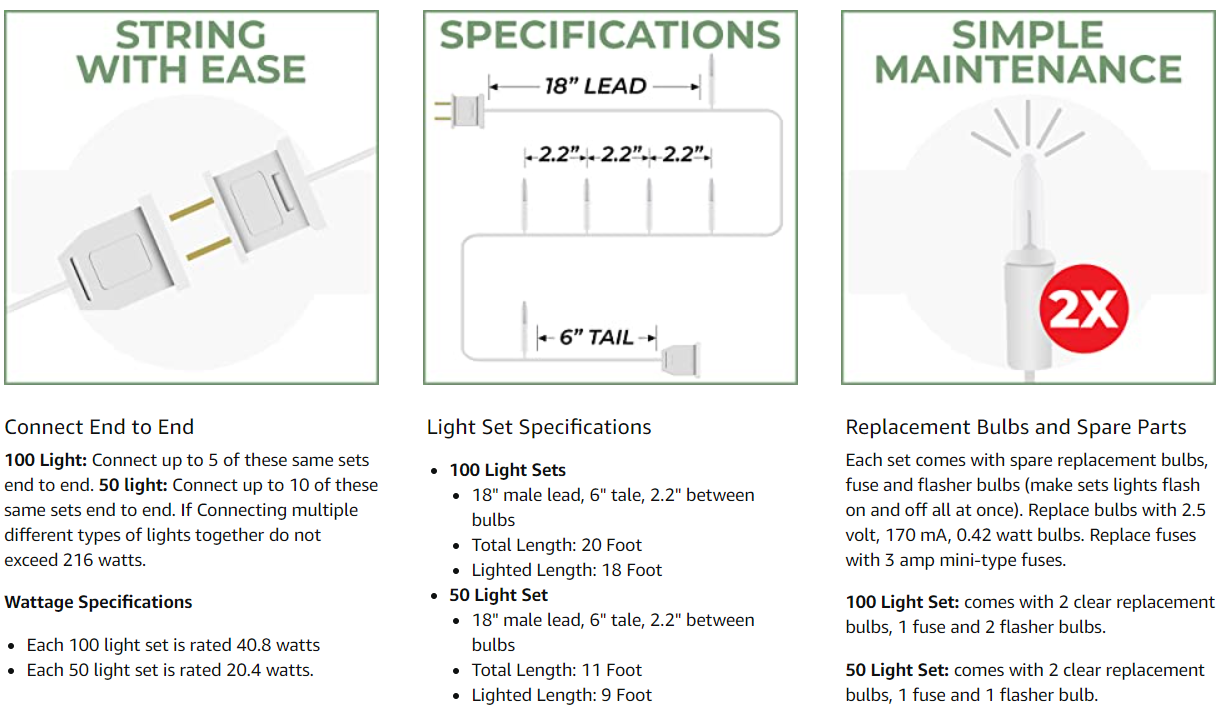 STRING
WITH EASE
Connect End to End
100 Light: Connect up to 5 of these same sets
end to end. 50 light: Connect up to 10 of these
same sets end to end. If Connecting multiple
different types of lights together do not
exceed 216 watts.
Wattage Specifications
• Each 100 light set is rated 40.8 watts
• Each 50 light set is rated 20.4 watts.
SPECIFICATIONS
18” LEAD
2.2” 2.2” 2.2”
6” TAIL
Light Set Specifications
• 100 Light Sets
• 18" male lead, 6" tale, 2.2" between
bulbs
• Total Length: 20 Foot
• Lighted Length: 18 Foot
• 50 Light Set
• 18" male lead, 6" tale, 2.2" between
bulbs
• Total Length: 11 Foot
• Lighted Length: 9 Foot
SIMPLE
MAINTENANCE
2X
Replacement Bulbs and Spare Parts
Each set comes with spare replacement bulbs,
fuse and flasher bulbs (make sets lights flash
on and off all at once). Replace bulbs with 2.5
volt, 170 mA, 0.42 watt bulbs. Replace fuses
with 3 amp mini-type fuses.
100 Light Set: comes with 2 clear replacement
bulbs, 1 fuse and 2 flasher bulbs.
50 Light Set: comes with 2 clear replacement
bulbs, 1 fuse and 1 flasher bulb.